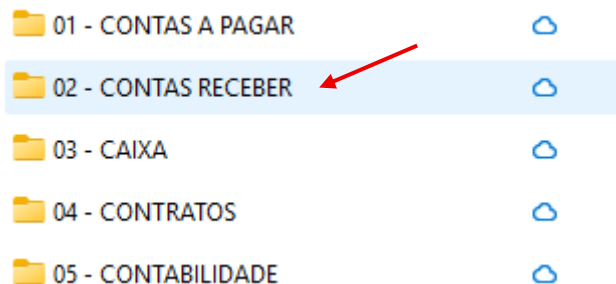 01 - CONTAS A PAGAR
02 - CONTAS RECEBER
03 - CAIXA
04 - CONTRATOS
05 - CONTABILIDADE